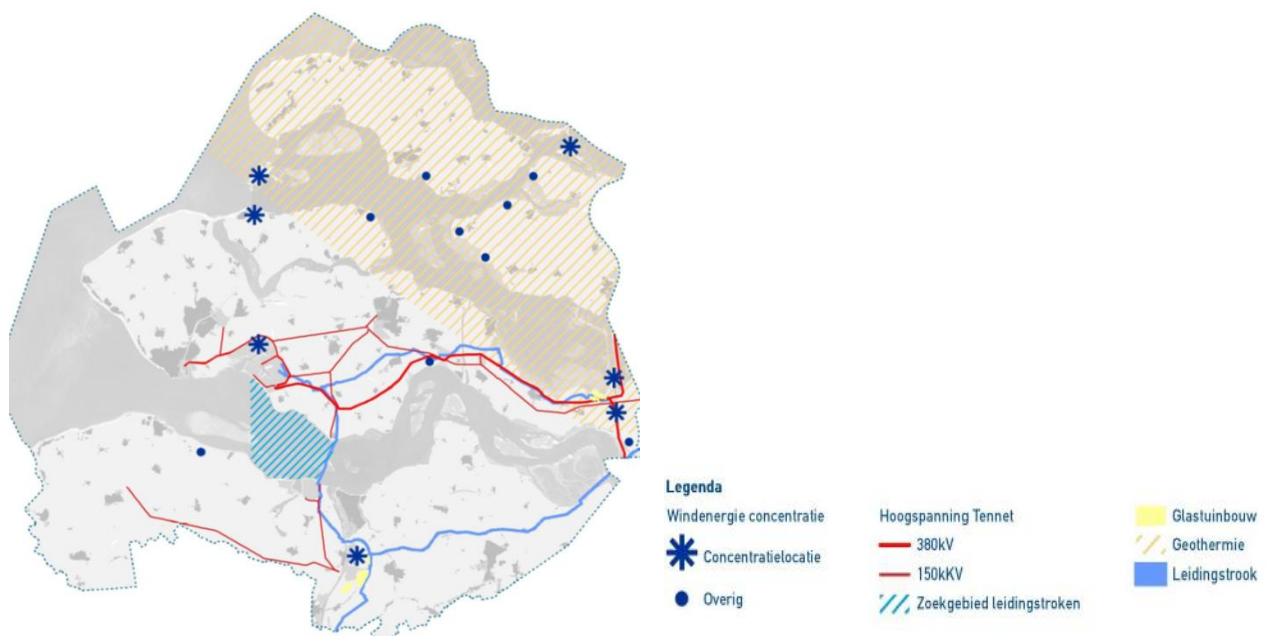 Legenda
Windenergie concentratie
Concentratielocatie
Overig
Hoogspanning Tennet
380kV
150kKV
Zoekgebied leidingstroken
Glastuinbouw
Geothermie
Leidingstrook